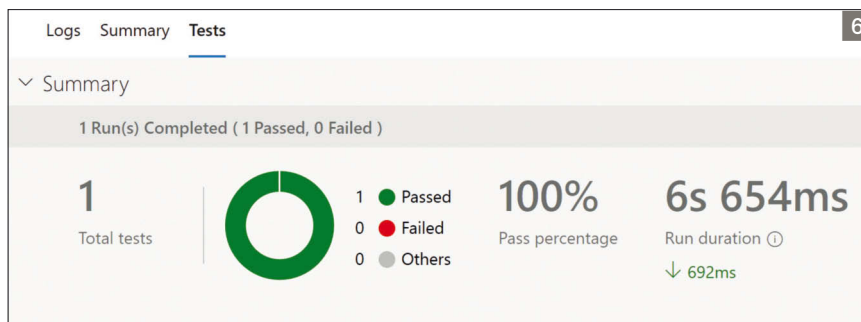 Logs Summary Tests
6
Summary
1 Run(s) Completed ( 1 Passed, 0 Failed )
1
Total tests
1 Passed
0 Failed
0 Others
100%
Pass percentage
6s 654ms
Run duration
692ms